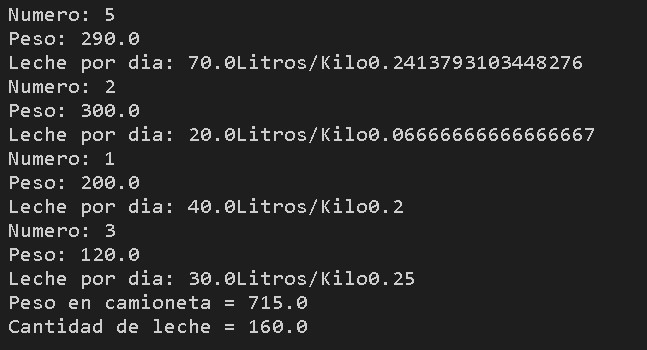 Numero: 5
Peso: 290.0
Leche por dia: 70.0Litros/Kilo0.2413793103448276
Numero: 2
Peso: 300.0
Leche por dia: 20.0Litros/Kilo0.06666666666666667
Numero: 1
Peso: 200.0
Leche por dia: 40.0Litros/Kilo0.2
Numero: 3
Peso: 120.0
Leche por dia: 30.0Litros/Kilo0.25
Peso en camioneta = 715.0
Cantidad de leche = 160.0